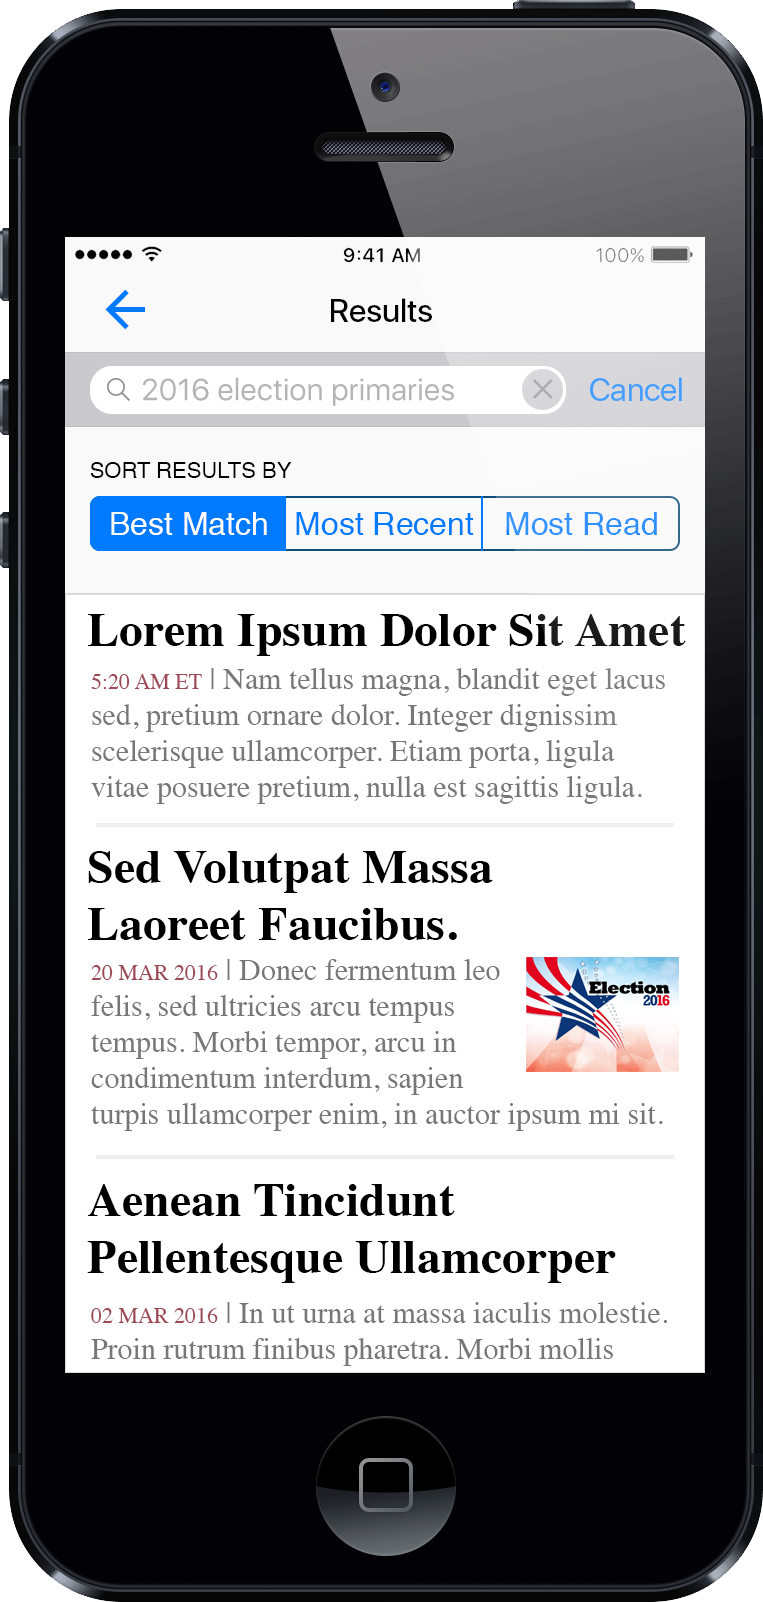 9:41 AM 100%
Results
2016 election primaries Cancel
SORT RESULTS BY
Best Match Most Recent Most Read
Lorem Ipsum Dolor Sit Amet
5:20 AM ET | Nam tellus magna, blandit eget lacus
sed, pretium ornare dolor. Integer dignissim
scelerisque ullamcorper. Etiam porta, ligula
vitae posuere pretium, nulla est sagittis ligula.
Sed Volutpat Massa
Laoreet Faucibus.
20 MAR 2016 | Donec fermentum leo
felis, sed ultricies arcu tempus
tempus. Morbi tempor, arcu in
condimentum interdum, sapien
turpis ullamcorper enim, in auctor ipsum mi sit.
Election
2016
Aenean Tincidunt
Pellentesque Ullamcorper
02 MAR 2016 | In ut urna at massa iaculis molestie.
Proin rutrum finibus pharetra. Morbi mollis